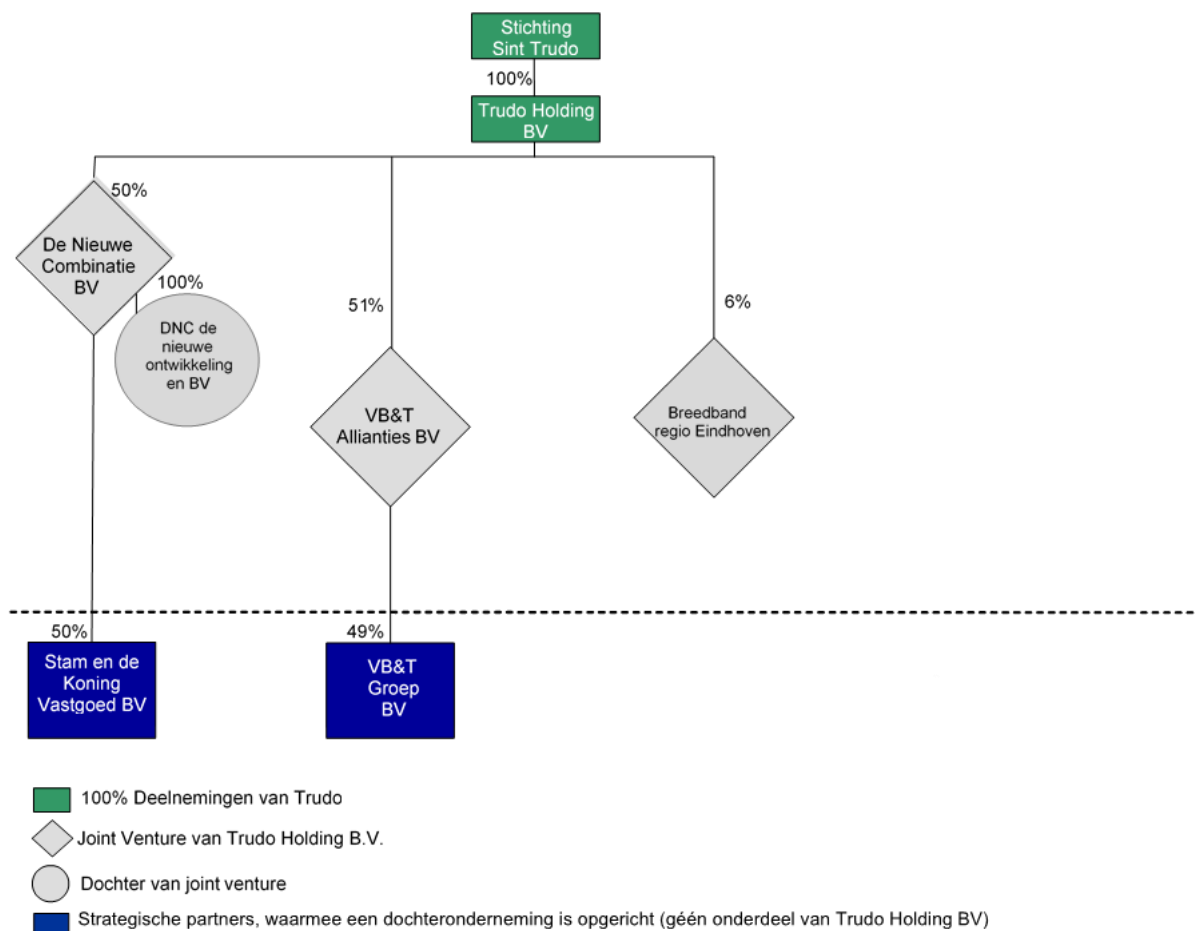 Stichting
Sint Trudo
100%
Trudo Holding
BV
50%
De Nieuwe
Combinatie
BV
100%
DNC de
nieuwe
ontwikkeling
en BV
51%
6%
VB&T
Allianties BV
Breedband
regio Eindhoven
50%
49%
Stam en de
Koning
Vastgoed BV
VB&T
Groep
BV
100% Deelnemingen van Trudo
Joint Venture van Trudo Holding B.V.
Dochter van joint venture
Strategische partners, waarmee een dochteronderneming is opgericht (géén onderdeel van Trudo Holding BV)